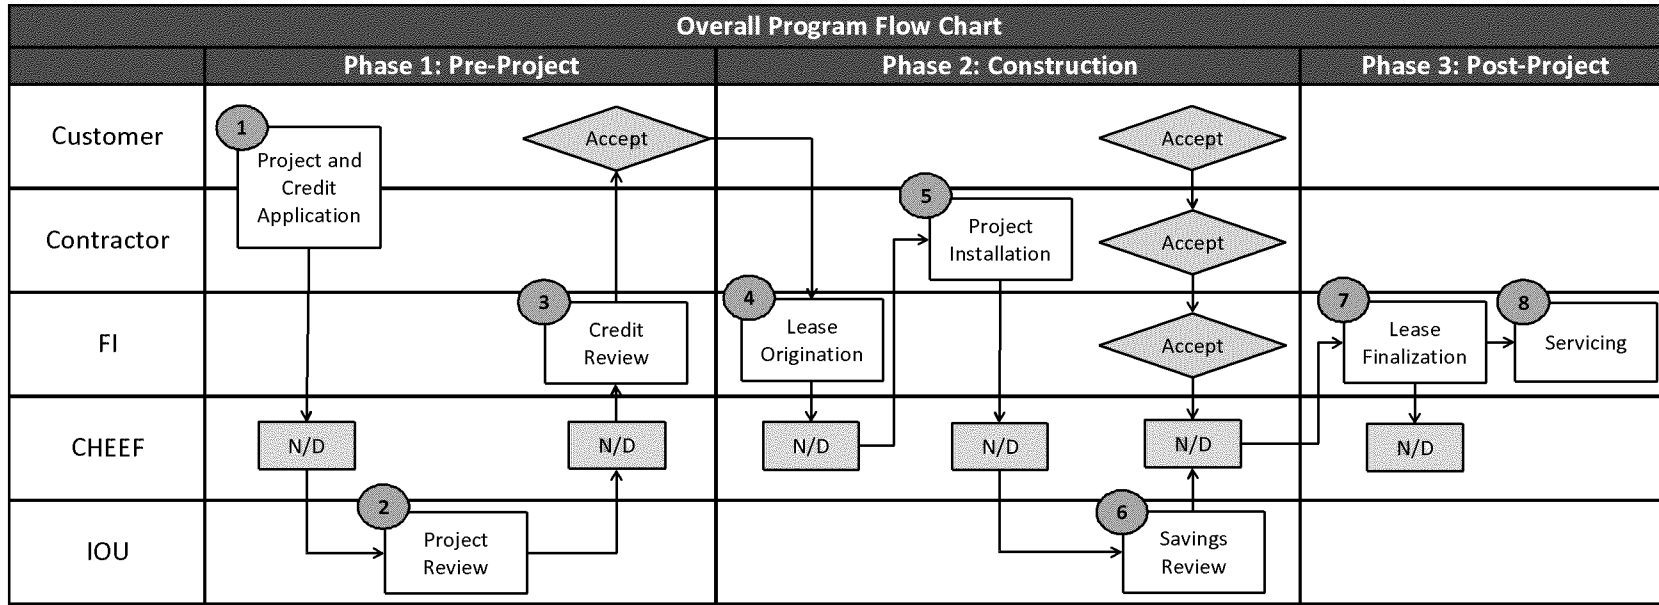 Overall Program Flow Chart
Phase 1: Pre-Project
Phase 2: Construction
Phase 3: Post-Project
Customer
1
Project and
Credit
Application
Accept
Accept
Contractor
5
Project
Installation
Accept
FI
3
Credit
Review
4
Lease
Origination
Accept
7
Lease
Finalization
8
Servicing
CHEEF
N/D
N/D
N/D
N/D
N/D
N/D
IOU
2
Project
Review
6
Savings
Review